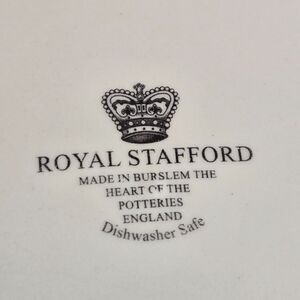 ROYAL STAFFORD
MADE IN BURSLEM THE
HEART OF THE
POTTERIES
ENGLAND
Dishwasher Safe